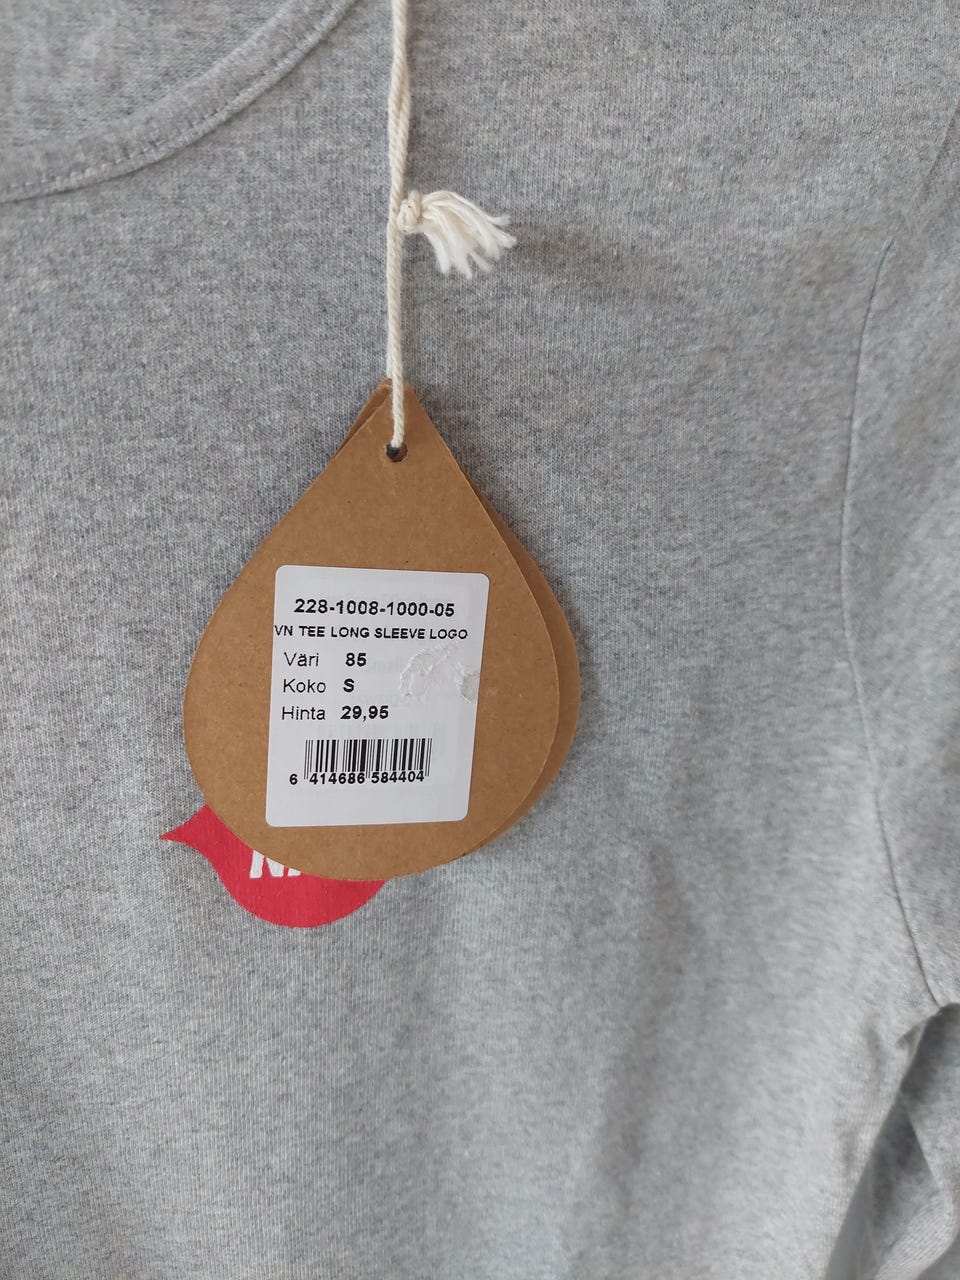 228-1008-1000-05
VN TEE LONG SLEEVE LOGO
Väri 85
Koko S
Hinta 29,95
6 414686 584404